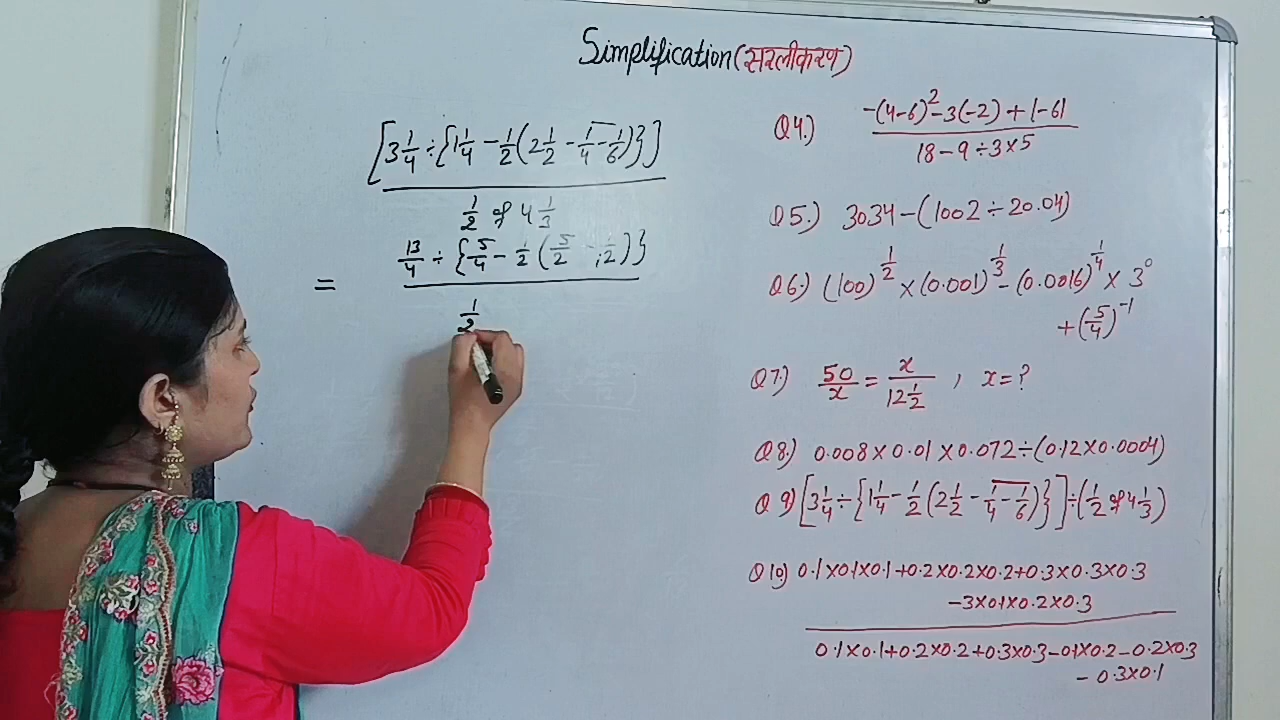 Simplification (सरलीकरण)
[3 1/4 ÷ {1 1/4 - 1/2 (2 1/2 - 1/4 - 1/6)}]
1/2 of 4 1/3
= 13/4 ÷ {5/4 - 1/2 (5/2 - 1/12)}
1/2
Q4.) -(4-6)² - 3(-2) + |-6|
18 - 9 ÷ 3 × 5
Q5.) 3034 - (1002 ÷ 20.04)
Q6.) (100)^1/2 × (0.001)^1/3 - (0.0016)^1/4 × 3⁰
+ (5/4)⁻¹
Q7.) 50/x = x/12 1/2 , x = ?
Q8.) 0.008 × 0.01 × 0.072 ÷ (0.12 × 0.0004)
Q9) [3 1/4 ÷ {1 1/4 - 1/2 (2 1/2 - 1/4 - 1/6)}] ÷ (1/2 of 4 1/3)
Q10) 0.1 × 0.1 × 0.1 + 0.2 × 0.2 × 0.2 + 0.3 × 0.3 × 0.3
- 3 × 0.1 × 0.2 × 0.3
0.1 × 0.1 + 0.2 × 0.2 + 0.3 × 0.3 - 0.1 × 0.2 - 0.2 × 0.3
- 0.3 × 0.1